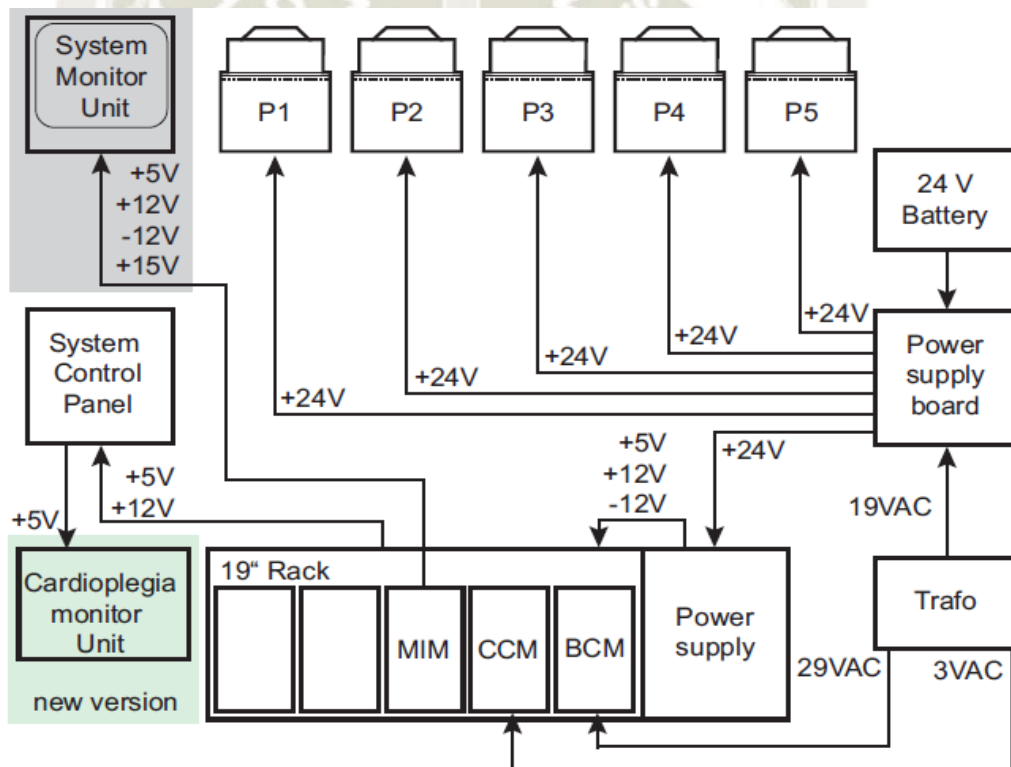 System
Monitor
Unit
+5V
+12V
-12V
+15V
P1
P2
P3
P4
P5
24 V
Battery
+24V
+24V
+24V
+24V
+24V
Power
supply
board
System
Control
Panel
+5V
+12V
+5V
+5V
+12V
-12V
+24V
19VAC
Cardioplegia
monitor
Unit
new version
19“ Rack
MIM
CCM
BCM
Power
supply
Trafo
29VAC
3VAC